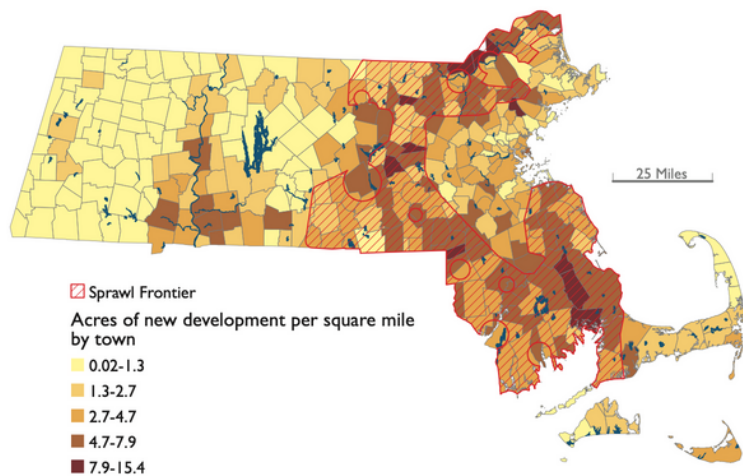 25 Miles
Sprawl Frontier
Acres of new development per square mile
by town
0.02-1.3
1.3-2.7
2.7-4.7
4.7-7.9
7.9-15.4